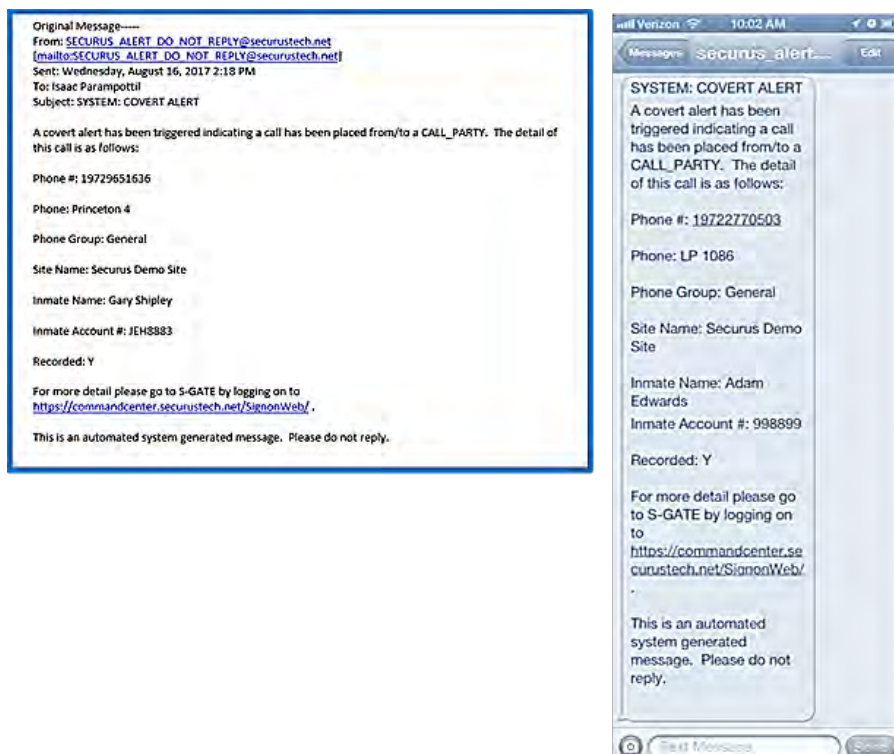 Original Message-----
From: SECURUS_ALERT_DO_NOT_REPLY@securustech.net
[mailto:SECURUS_ALERT_DO_NOT_REPLY@securustech.net]
Sent: Wednesday, August 16, 2017 2:18 PM
To: Isaac Parampottil
Subject: SYSTEM: COVERT ALERT
A covert alert has been triggered indicating a call has been placed from/to a CALL_PARTY. The detail of
this call is as follows:
Phone #: 19729651636
Phone: Princeton 4
Phone Group: General
Site Name: Securus Demo Site
Inmate Name: Gary Shipley
Inmate Account #: JEH8883
Recorded: Y
For more detail please go to S-GATE by logging on to
https://commandcenter.securustech.net/SignonWeb/ .
This is an automated system generated message. Please do not reply.
Verizon 10:02 AM
Messages securus_alert... Edit
SYSTEM: COVERT ALERT
A covert alert has been
triggered indicating a call
has been placed from/to a
CALL_PARTY. The detail
of this call is as follows:
Phone #: 19722770503
Phone: LP 1086
Phone Group: General
Site Name: Securus Demo
Site
Inmate Name: Adam
Edwards
Inmate Account #: 998899
Recorded: Y
For more detail please go
to S-GATE by logging on
to
https://commandcenter.se
curustech.net/SignonWeb/
.
This is an automated
system generated
message. Please do not
reply.
Text Message Send